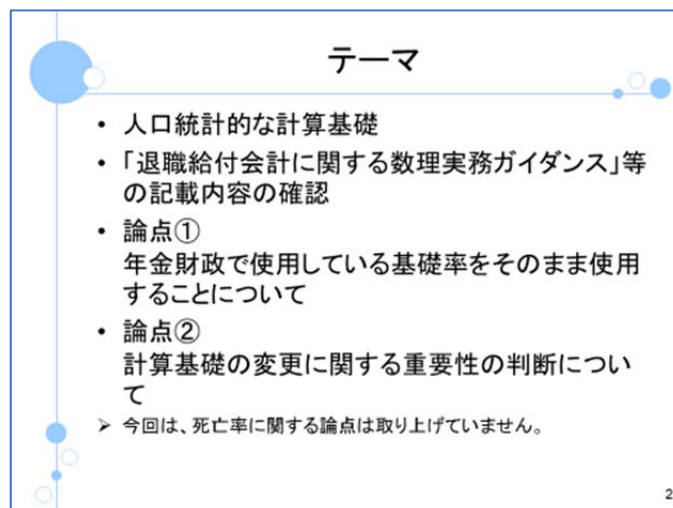 テーマ
• 人口統計的な計算基礎
• 「退職給付会計に関する数理実務ガイダンス」等
の記載内容の確認
• 論点①
年金財政で使用している基礎率をそのまま使用
することについて
• 論点②
計算基礎の変更に関する重要性の判断につい
て
➢ 今回は、死亡率に関する論点は取り上げていません。
2